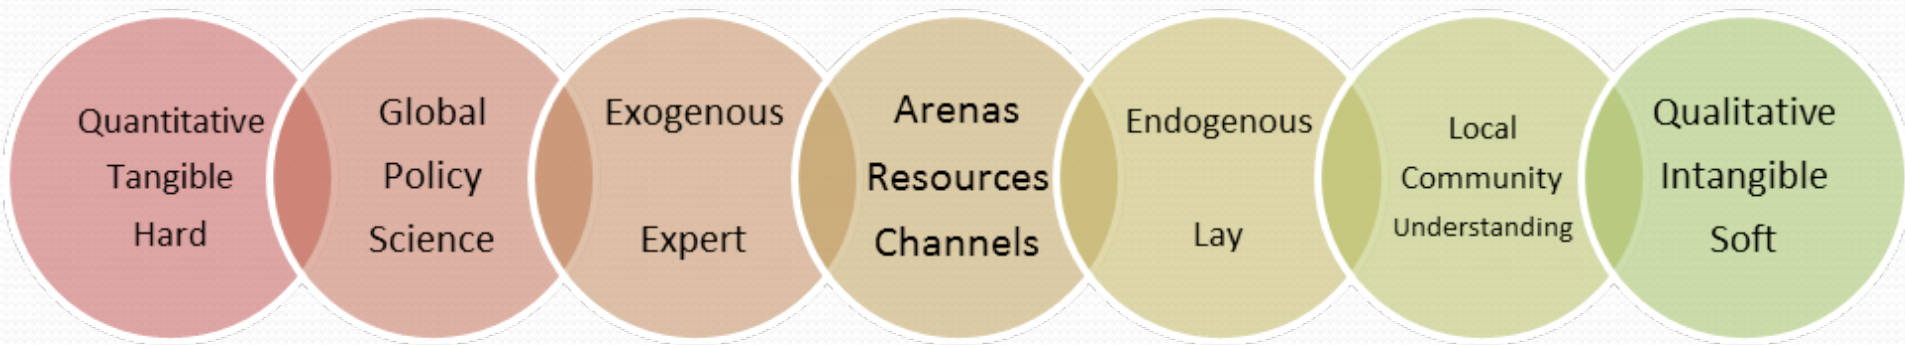 Quantitative
Tangible
Hard
Global
Policy
Science
Exogenous
Expert
Arenas
Resources
Channels
Endogenous
Lay
Local
Community
Understanding
Qualitative
Intangible
Soft